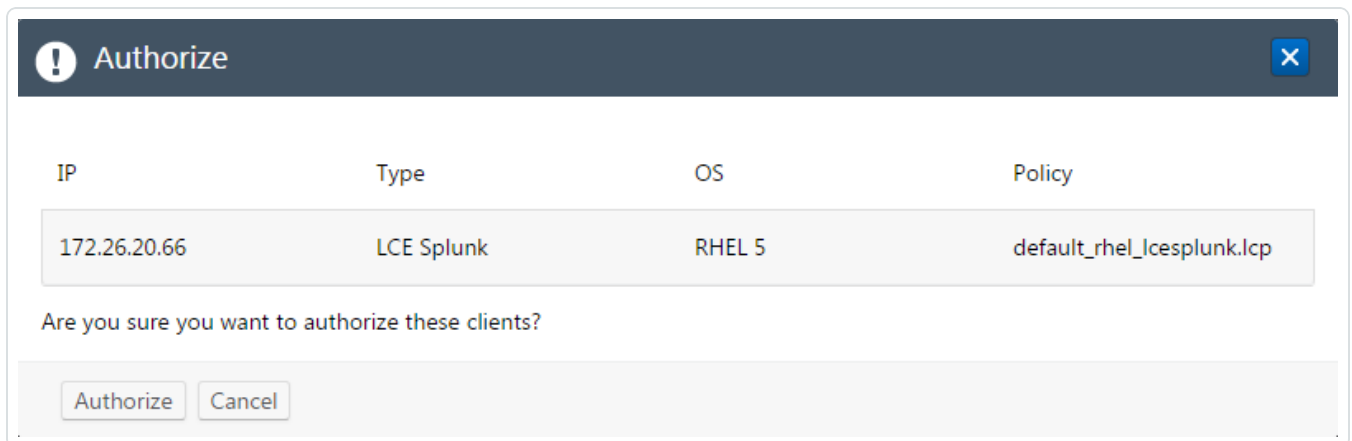 Authorize
IP Type OS Policy
172.26.20.66 LCE Splunk RHEL 5 default_rhel_lcesplunk.lcp
Are you sure you want to authorize these clients?
Authorize Cancel